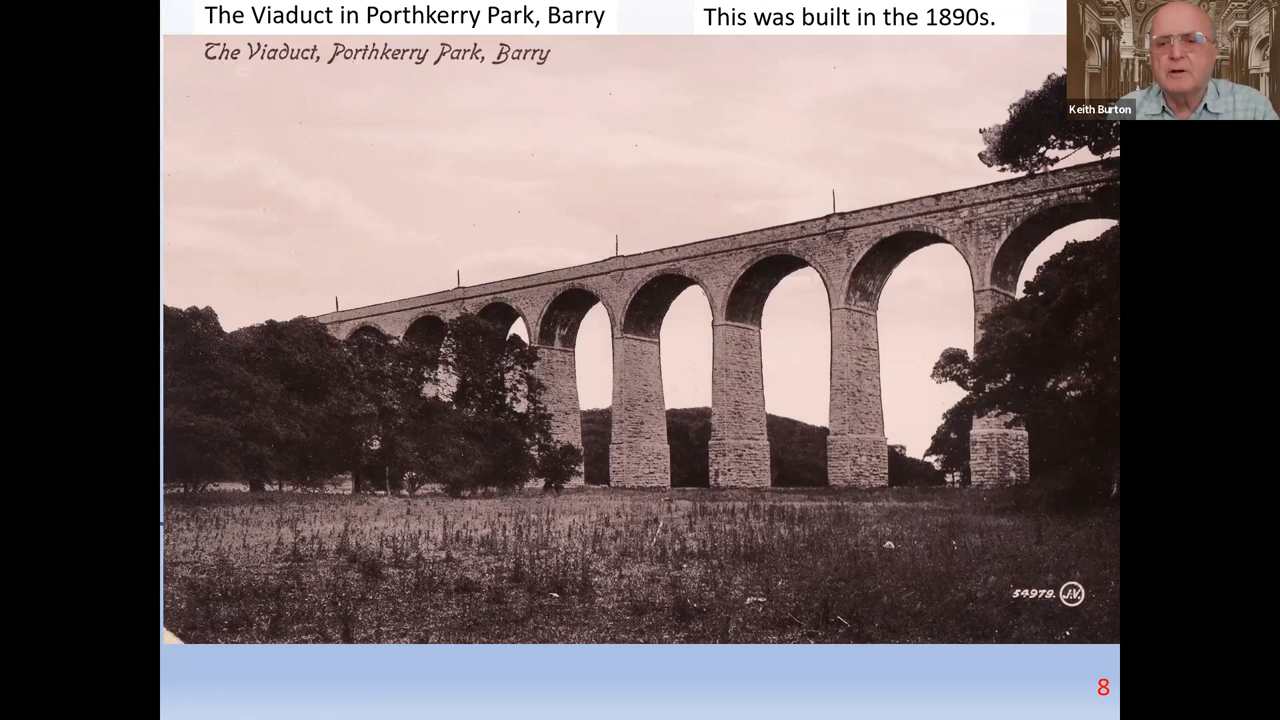 The Viaduct in Porthkerry Park, Barry
This was built in the 1890s.
The Viaduct, Porthkerry Park, Barry
Keith Burton
54979. J.V.
8